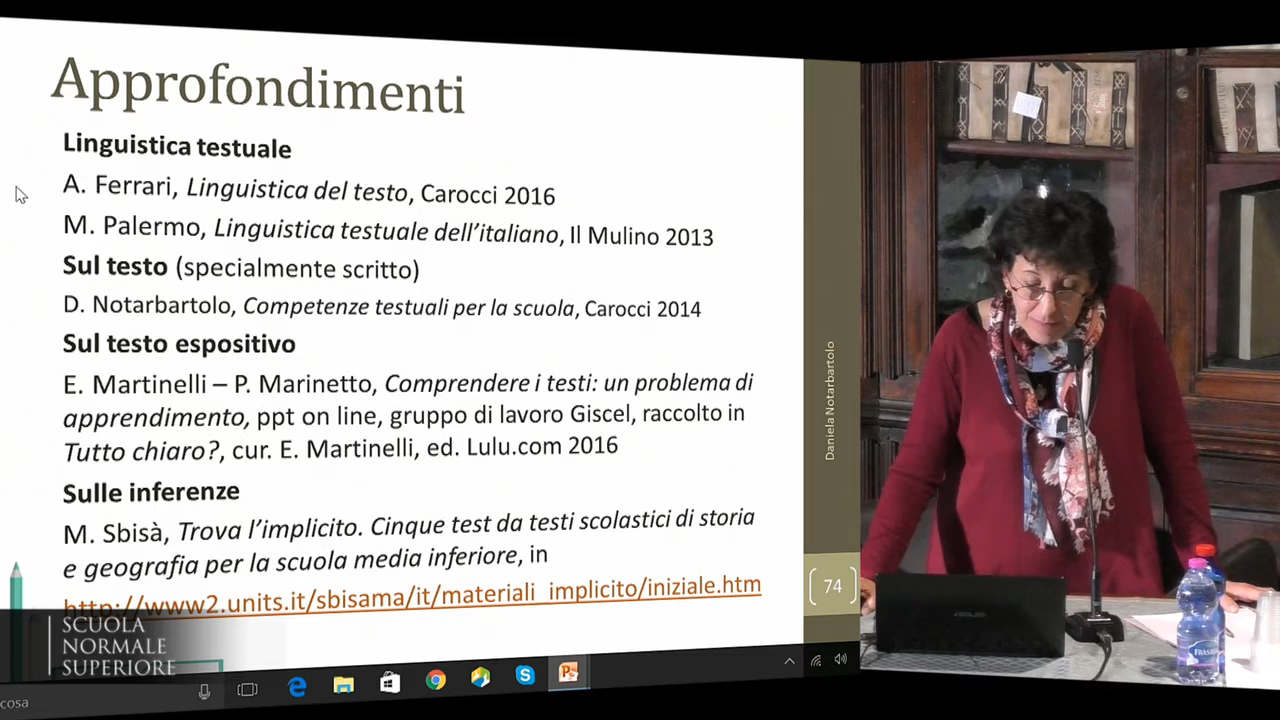 Approfondimenti
Linguistica testuale
A. Ferrari, Linguistica del testo, Carocci 2016
M. Palermo, Linguistica testuale dell'italiano, Il Mulino 2013
Sul testo (specialmente scritto)
D. Notarbartolo, Competenze testuali per la scuola, Carocci 2014
Sul testo espositivo
E. Martinelli – P. Marinetto, Comprendere i testi: un problema di
apprendimento, ppt on line, gruppo di lavoro Giscel, raccolto in
Tutto chiaro?, cur. E. Martinelli, ed. Lulu.com 2016
Sulle inferenze
M. Sbisà, Trova l'implicito. Cinque test da testi scolastici di storia
e geografia per la scuola media inferiore, in
http://www2.units.it/sbisama/it/materiali_implicito/iniziale.htm
Daniela Notarbartolo
74
SCUOLA
NORMALE
SUPERIORE
cosa
ASUS
FRASASSI